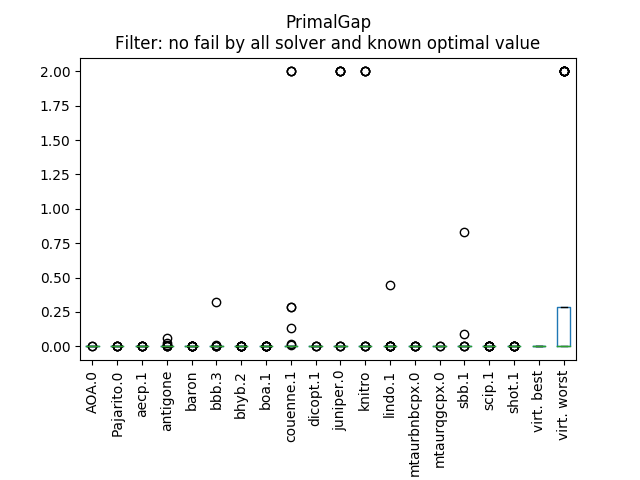 PrimalGap
Filter: no fail by all solver and known optimal value
2.00
1.75
1.50
1.25
1.00
0.75
0.50
0.25
0.00
AOA.0
Pajarito.0
aecp.1
antigone
baron
bbb.3
bhyb.2
boa.1
couenne.1
dicopt.1
juniper.0
knitro
lindo.1
mtaurbnbcpx.0
mtaurqgcpx.0
sbb.1
scip.1
shot.1
virt. best
virt. worst